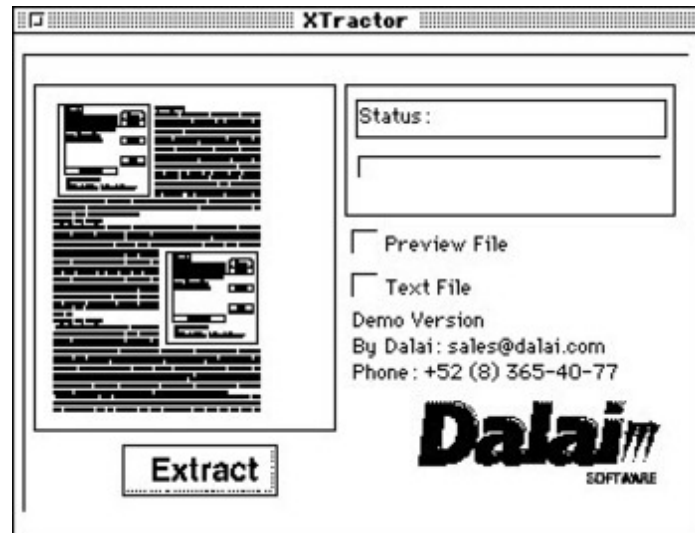 XTractor
Status:
Preview File
Text File
Demo Version
By Dalai: sales@dalai.com
Phone: +52 (8) 365-40-77
Extract
Dalai
SOFTWARE